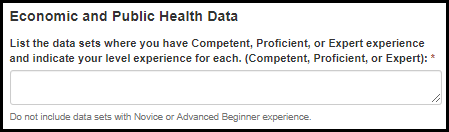 Economic and Public Health Data
List the data sets where you have Competent, Proficient, or Expert experience
and indicate your level experience for each. (Competent, Proficient, or Expert): *
Do not include data sets with Novice or Advanced Beginner experience.